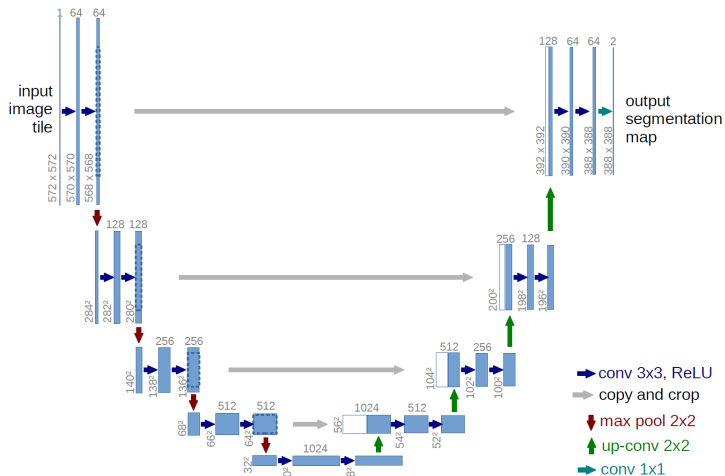 1 64 64
128 64 64 2
input
image
tile
output
segmentation
map
572 x 572
570 x 570
568 x 568
392 x 392
390 x 390
388 x 388
388 x 388
128 128
256 128
284²
282²
280²
200²
198²
196²
256 256
512 256
140²
138²
136²
104²
102²
100²
512 512
1024 512
68²
66²
64²
56²
54²
52²
1024
32²
conv 3x3, ReLU
copy and crop
max pool 2x2
up-conv 2x2
conv 1x1